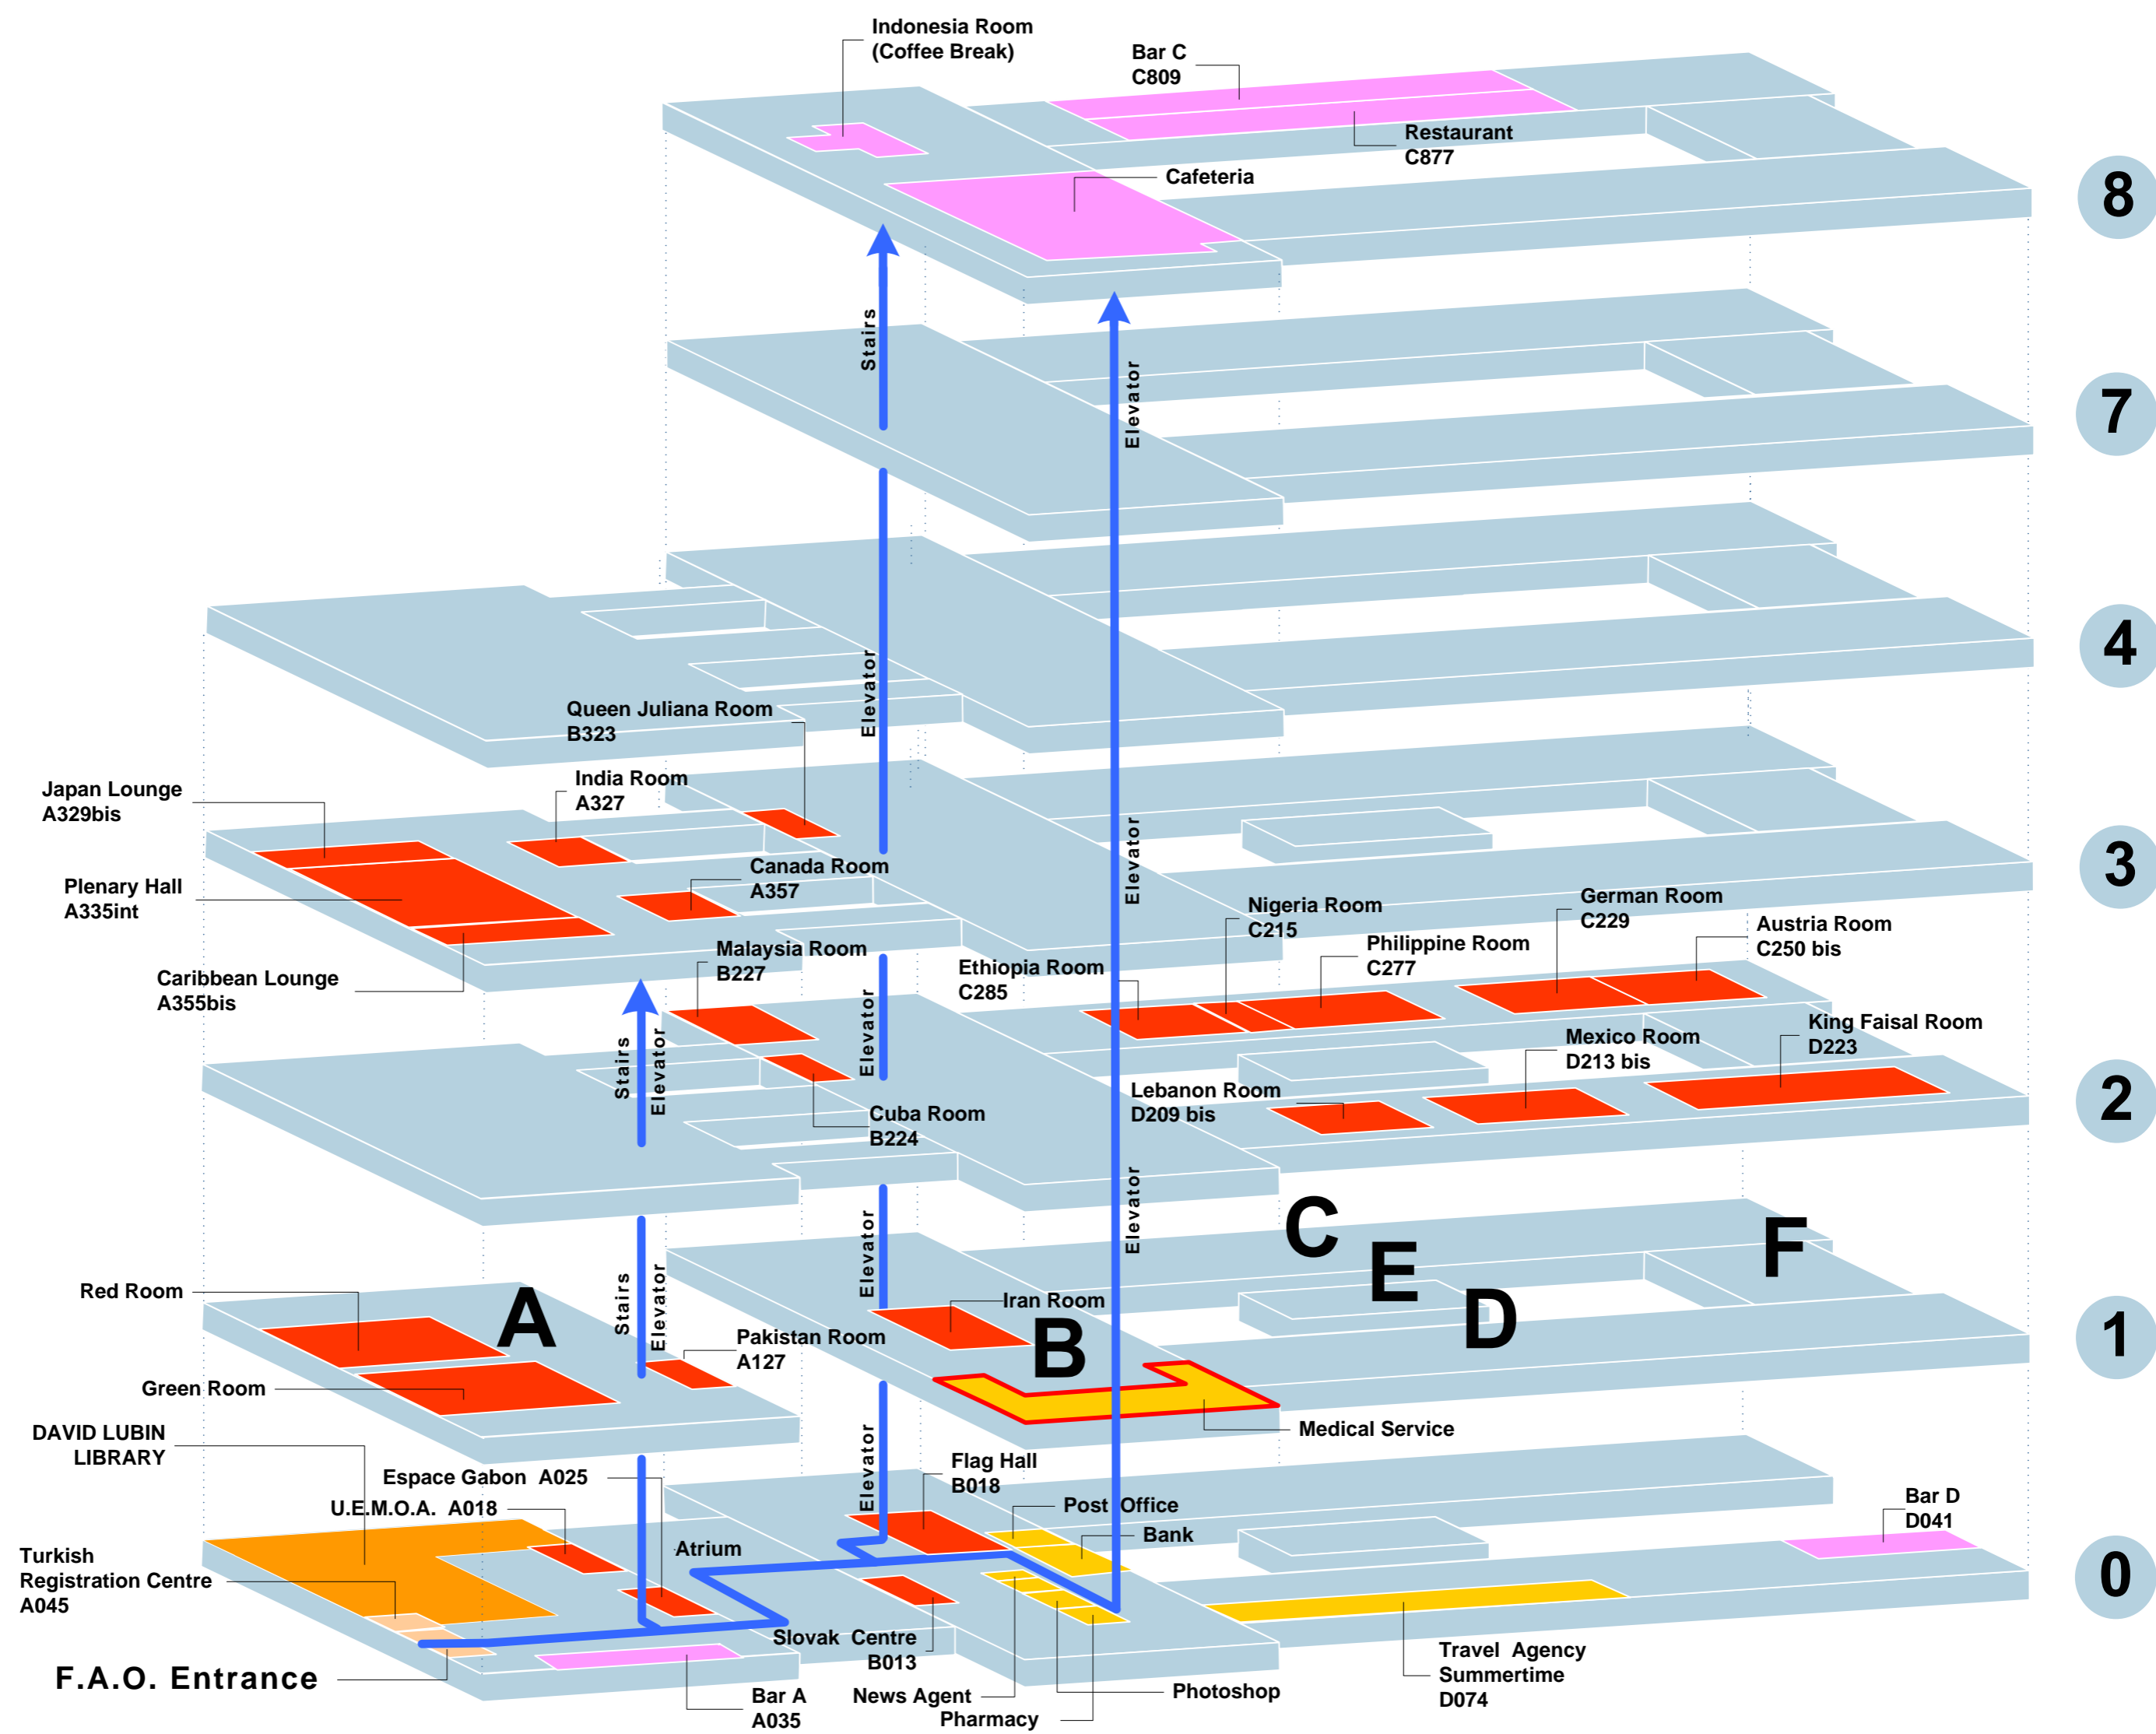 Indonesia Room
(Coffee Break)
Bar C
C809
Restaurant
C877
Cafeteria
8
Stairs
Elevator
7
Elevator
4
Queen Juliana Room
B323
Japan Lounge
A329bis
India Room
A327
Plenary Hall
A335int
Canada Room
A357
Elevator
3
Caribbean Lounge
A355bis
Malaysia Room
B227
Nigeria Room
C215
German Room
C229
Austria Room
C250 bis
Ethiopia Room
C285
Philippine Room
C277
King Faisal Room
D223
Mexico Room
D213 bis
Lebanon Room
D209 bis
Stairs
Elevator
Elevator
Cuba Room
B224
2
Elevator
Elevator
C
E
D
F
Red Room
A
Stairs
Elevator
Iran Room
B
Pakistan Room
A127
1
Green Room
Medical Service
DAVID LUBIN
LIBRARY
Elevator
Espace Gabon A025
Flag Hall
B018
U.E.M.O.A. A018
Post Office
Bank
Bar D
D041
Atrium
Turkish
Registration Centre
A045
0
Slovak Centre
B013
Travel Agency
Summertime
D074
F.A.O. Entrance
Bar A
A035
News Agent
Pharmacy
Photoshop